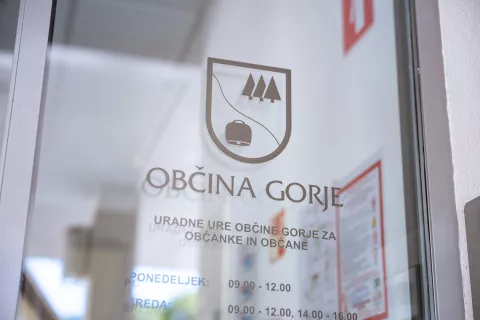 OBČINA GORJE
URADNE URE OBČINE GORJE ZA
OBČANKE IN OBČANE
PONEDELJEK: 09.00 - 12.00
SREDA: 09.00 - 12.00, 14.00 - 16.00